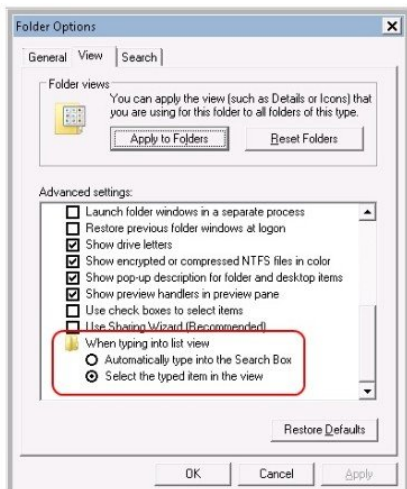 Folder Options
General View Search
Folder views
You can apply the view (such as Details or Icons) that
you are using for this folder to all folders of this type.
Apply to Folders Reset Folders
Advanced settings:
Launch folder windows in a separate process
Restore previous folder windows at logon
Show drive letters
Show encrypted or compressed NTFS files in color
Show pop-up description for folder and desktop items
Show preview handlers in preview pane
Use check boxes to select items
Use Sharing Wizard (Recommended)
When typing into list view
Automatically type into the Search Box
Select the typed item in the view
Restore Defaults
OK Cancel Apply